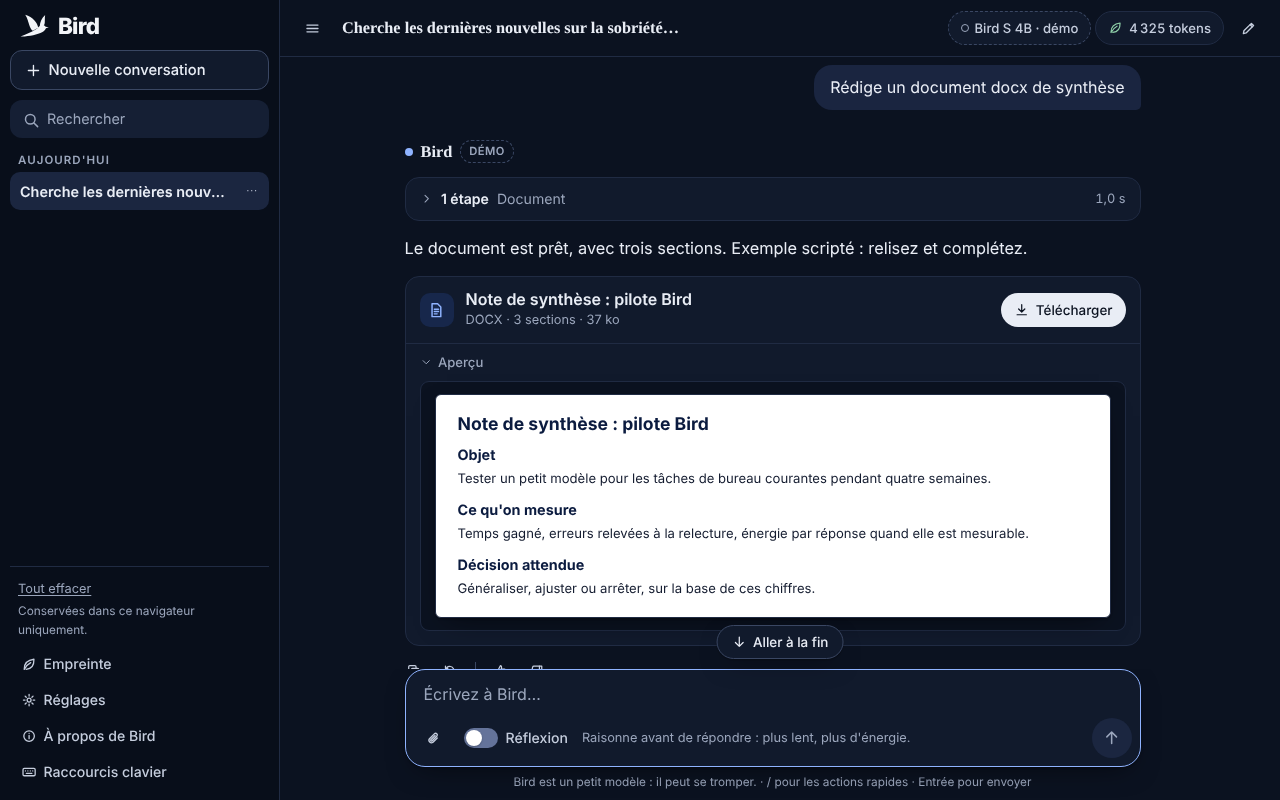 Bird
Nouvelle conversation
Rechercher
AUJOURD'HUI
Cherche les dernières nouv…
Tout effacer
Conservées dans ce navigateur
uniquement.
Empreinte
Réglages
À propos de Bird
Raccourcis clavier
Cherche les dernières nouvelles sur la sobriété…
Bird S 4B · démo
4 325 tokens
Rédige un document docx de synthèse
Bird
DÉMO
1 étape Document
1,0 s
Le document est prêt, avec trois sections. Exemple scripté : relisez et complétez.
Note de synthèse : pilote Bird
DOCX · 3 sections · 37 ko
Télécharger
Aperçu
Note de synthèse : pilote Bird
Objet
Tester un petit modèle pour les tâches de bureau courantes pendant quatre semaines.
Ce qu'on mesure
Temps gagné, erreurs relevées à la relecture, énergie par réponse quand elle est mesurable.
Décision attendue
Généraliser, ajuster ou arrêter, sur la base de ces chiffres.
Aller à la fin
Écrivez à Bird…
Réflexion
Raisonne avant de répondre : plus lent, plus d'énergie.
Bird est un petit modèle : il peut se tromper. · / pour les actions rapides · Entrée pour envoyer